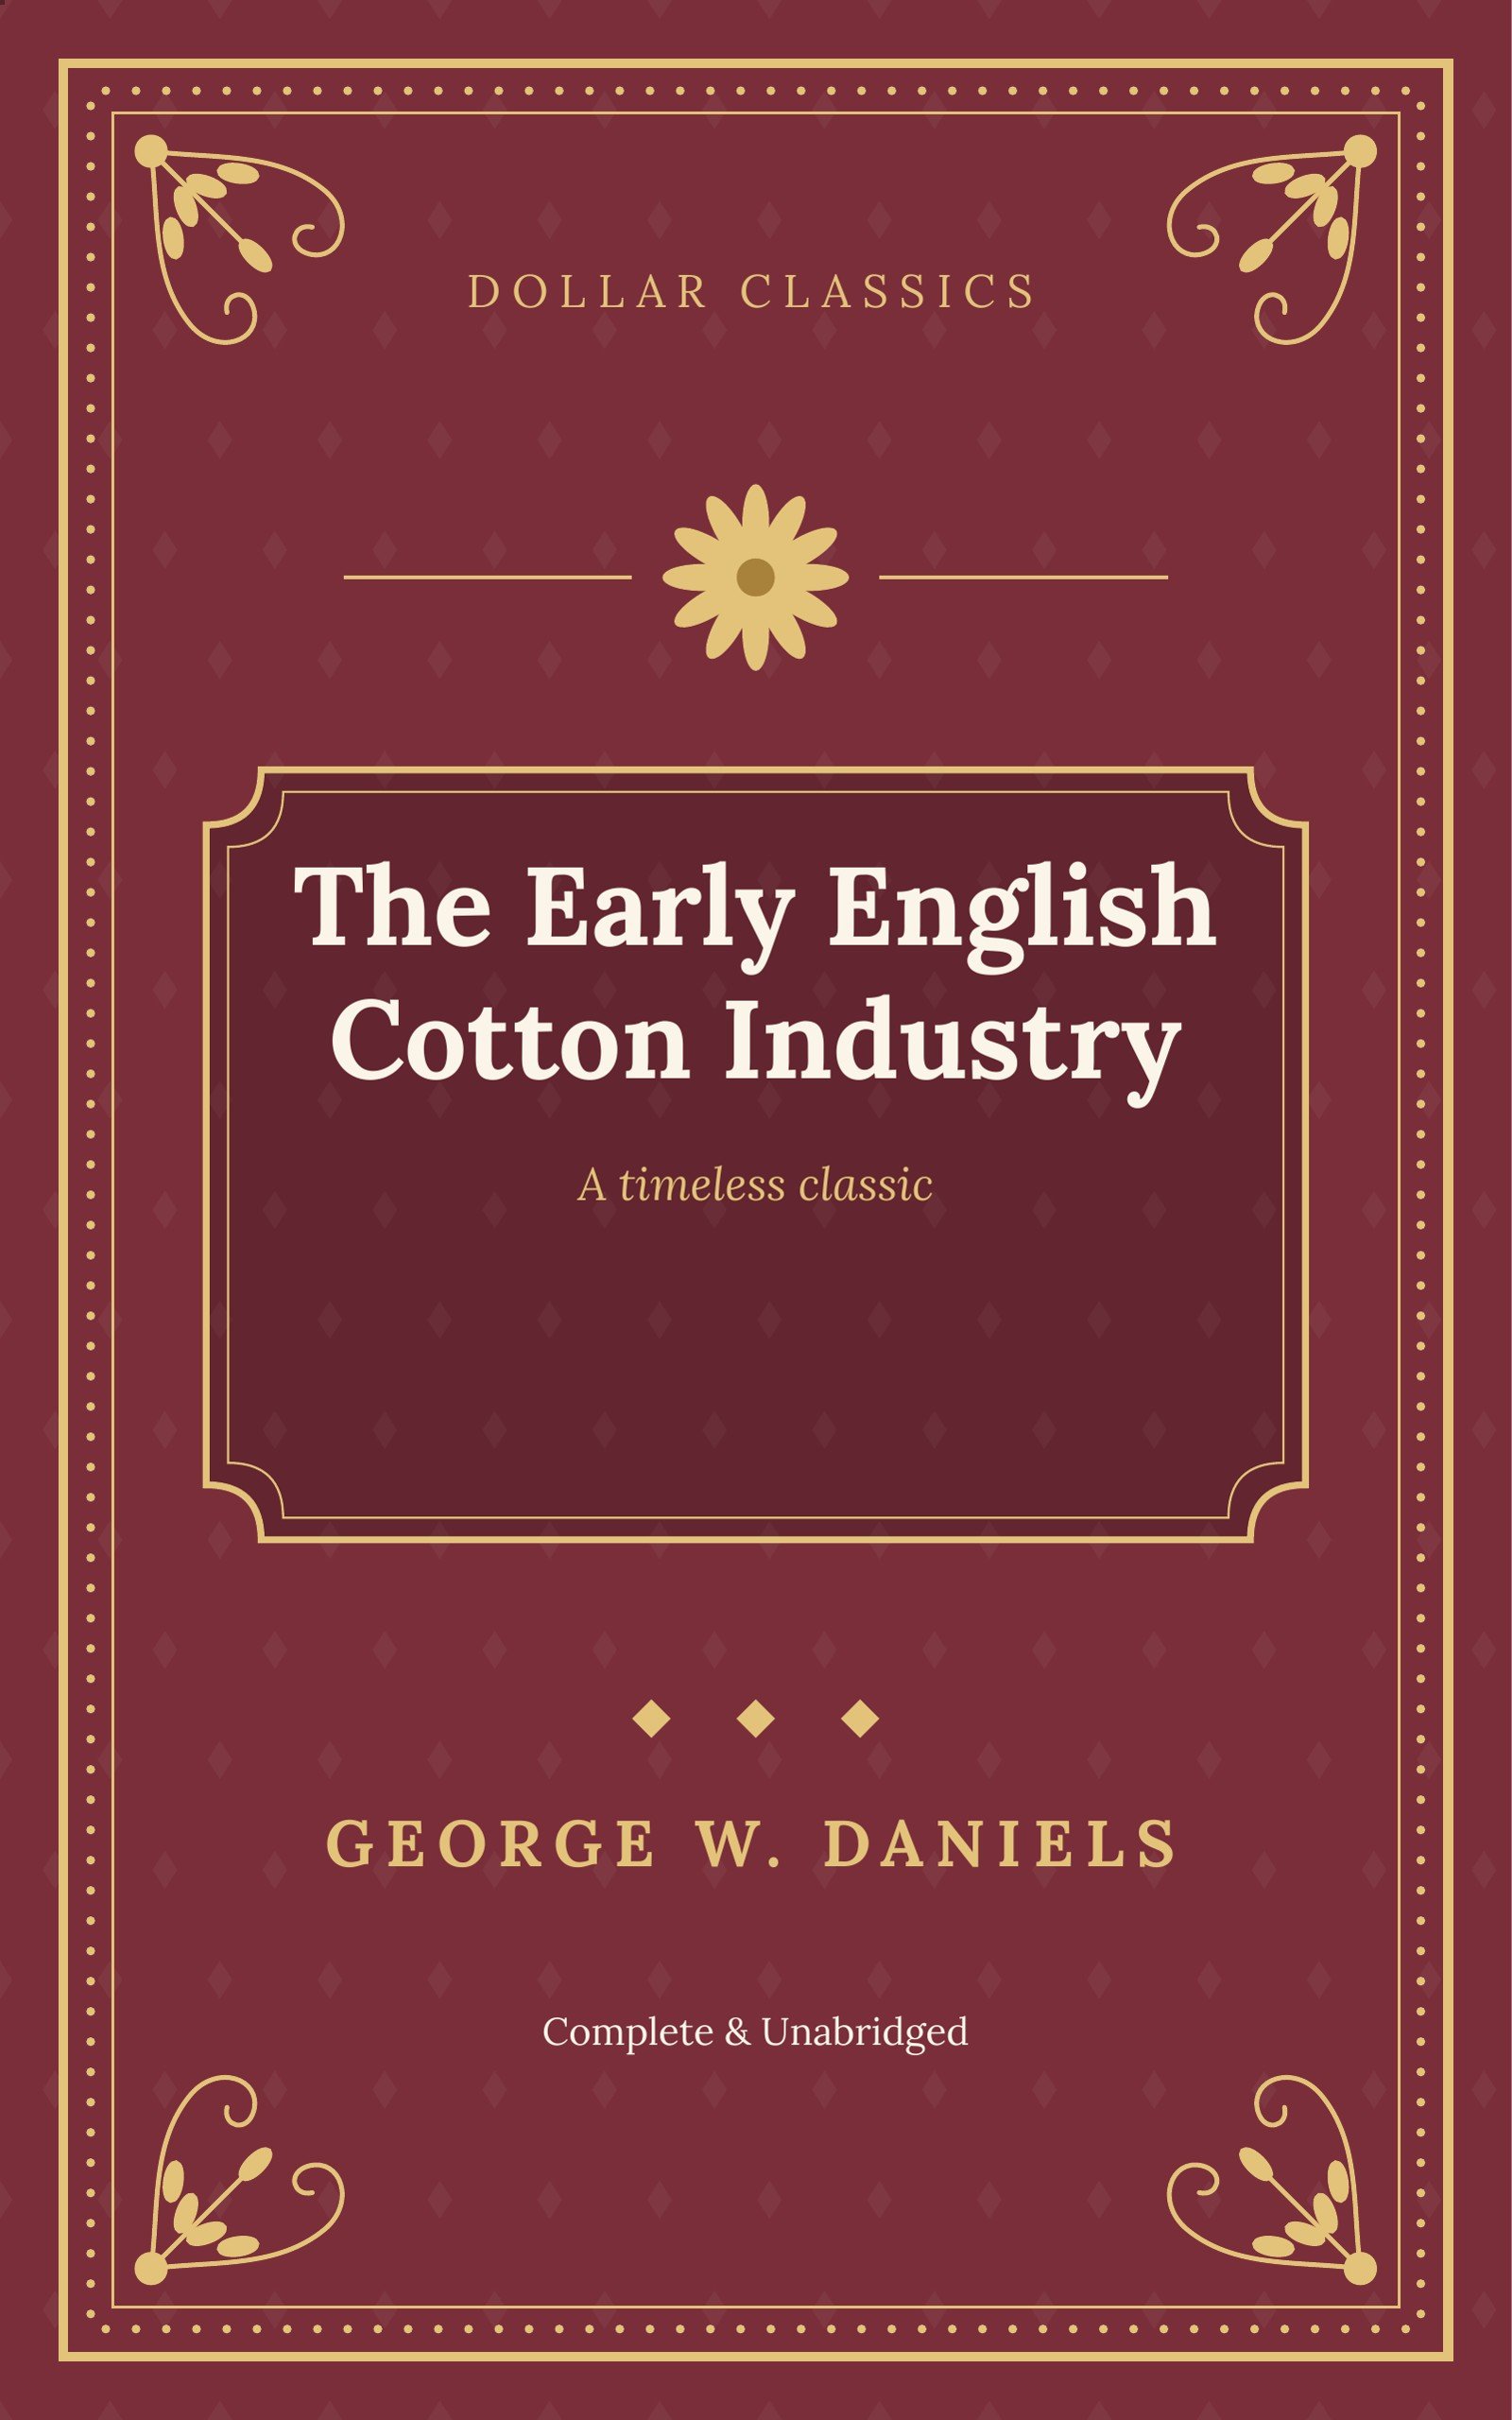 DOLLAR CLASSICS
The Early English
Cotton Industry
A timeless classic
GEORGE W. DANIELS
Complete & Unabridged